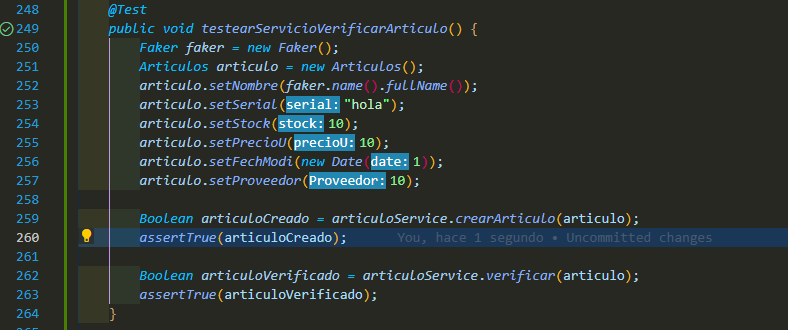 248 @Test
249 public void testearServicioVerificarArticulo() {
250 Faker faker = new Faker();
251 Articulos articulo = new Articulos();
252 articulo.setNombre(faker.name().fullName());
253 articulo.setSerial(serial: "hola");
254 articulo.setStock(stock: 10);
255 articulo.setPrecioU(precioU: 10);
256 articulo.setFechModi(new Date(date: 1));
257 articulo.setProveedor(Proveedor: 10);
258
259 Boolean articuloCreado = articuloService.crearArticulo(articulo);
260 assertTrue(articuloCreado); You, hace 1 segundo • Uncommitted changes
261
262 Boolean articuloVerificado = articuloService.verificar(articulo);
263 assertTrue(articuloVerificado);
264 }